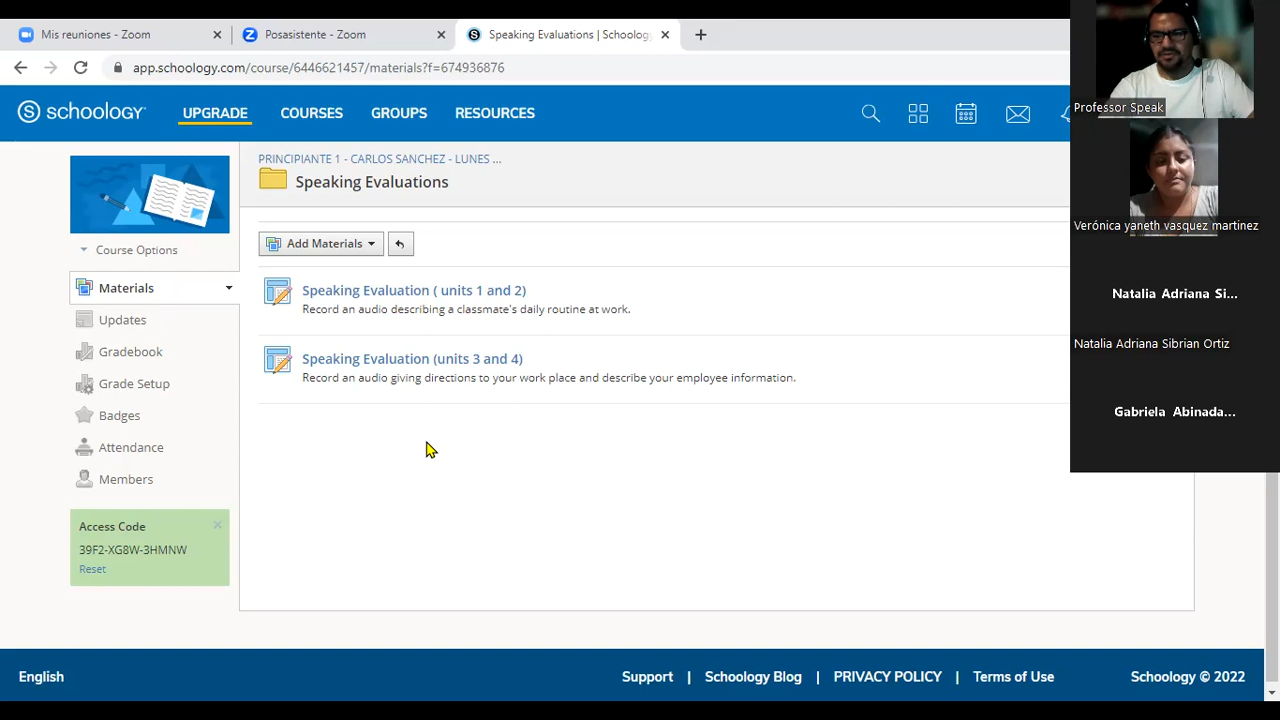 Mis reuniones - Zoom
Posasistente - Zoom
Speaking Evaluations | Schoology
app.schoology.com/course/6446621457/materials?f=674936876
schoology
UPGRADE
COURSES
GROUPS
RESOURCES
PRINCIPIANTE 1 - CARLOS SANCHEZ - LUNES ...
Speaking Evaluations
Course Options
Add Materials
Materials
Updates
Gradebook
Grade Setup
Badges
Attendance
Members
Speaking Evaluation ( units 1 and 2)
Record an audio describing a classmate's daily routine at work.
Speaking Evaluation (units 3 and 4)
Record an audio giving directions to your work place and describe your employee information.
Access Code
39F2-XG8W-3HMNW
Reset
Professor Speak
Verónica yaneth vasquez martinez
Natalia Adriana Si...
Natalia Adriana Sibrian Ortiz
Gabriela Abinada...
English
Support | Schoology Blog | PRIVACY POLICY | Terms of Use
Schoology © 2022